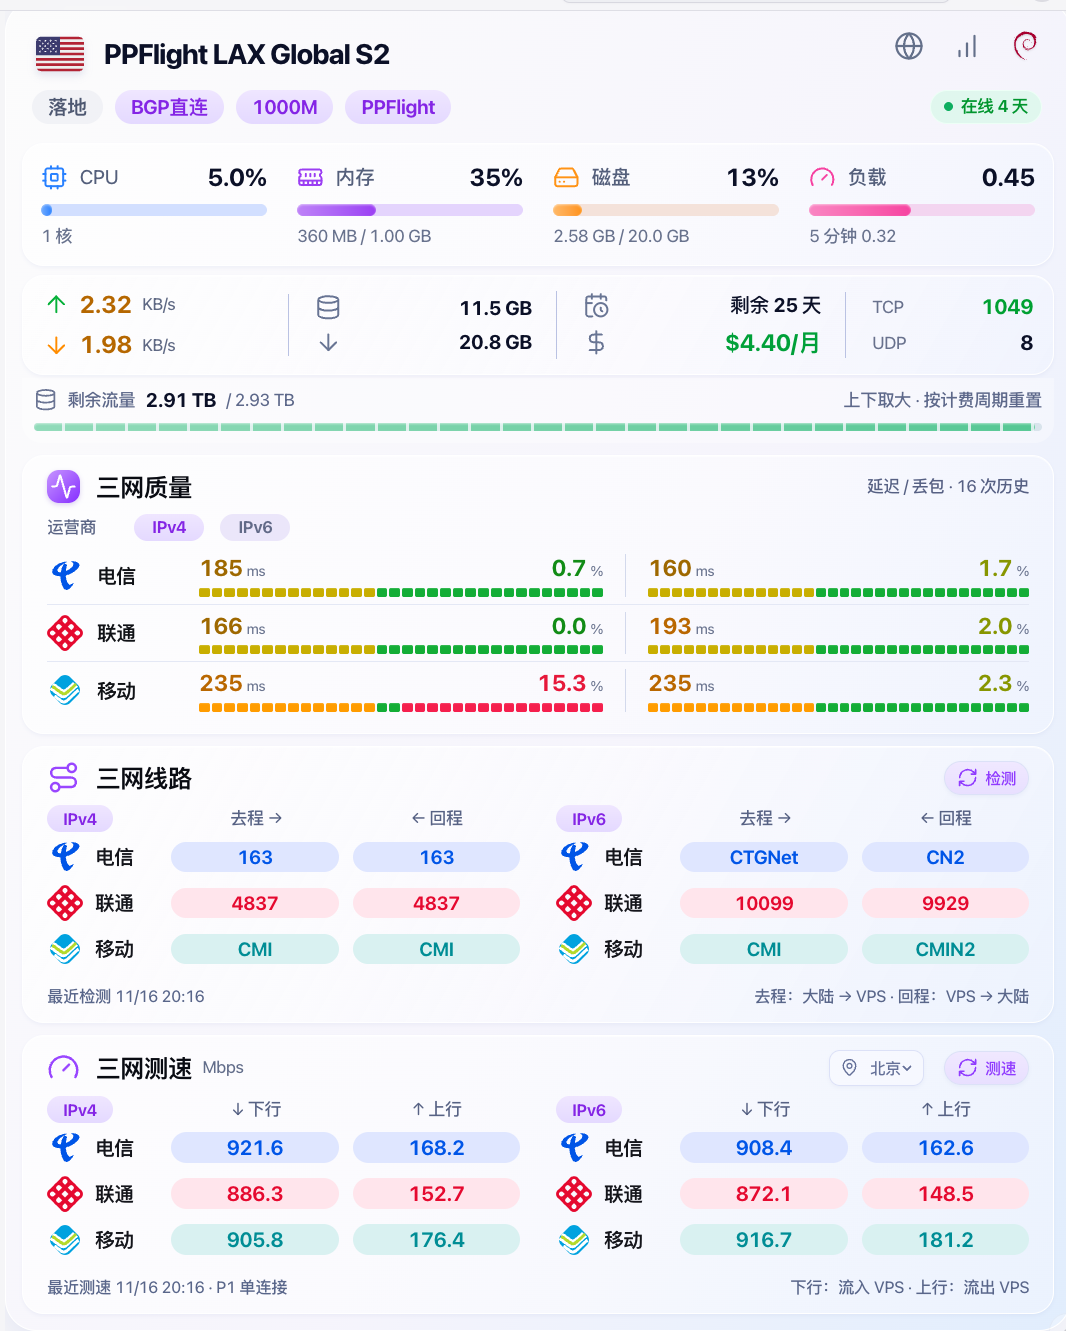 PPFlight LAX Global S2
落地 BGP直连 1000M PPFlight 在线 4 天
CPU 5.0% 内存 35% 磁盘 13% 负载 0.45
1 核 360 MB / 1.00 GB 2.58 GB / 20.0 GB 5 分钟 0.32
↑ 2.32 KB/s 11.5 GB 剩余 25 天 TCP 1049
↓ 1.98 KB/s ↓ 20.8 GB $ $4.40/月 UDP 8
剩余流量 2.91 TB / 2.93 TB 上下取大 · 按计费周期重置
三网质量 延迟 / 丢包 · 16 次历史
运营商 IPv4 IPv6
电信 185 ms 0.7 % 160 ms 1.7 %
联通 166 ms 0.0 % 193 ms 2.0 %
移动 235 ms 15.3 % 235 ms 2.3 %
三网线路 检测
IPv4 去程 → ← 回程 IPv6 去程 → ← 回程
电信 163 163 电信 CTGNet CN2
联通 4837 4837 联通 10099 9929
移动 CMI CMI 移动 CMI CMIN2
最近检测 11/16 20:16 去程：大陆 → VPS · 回程：VPS → 大陆
三网测速 Mbps 北京 测速
IPv4 ↓ 下行 ↑ 上行 IPv6 ↓ 下行 ↑ 上行
电信 921.6 168.2 电信 908.4 162.6
联通 886.3 152.7 联通 872.1 148.5
移动 905.8 176.4 移动 916.7 181.2
最近测速 11/16 20:16 · P1 单连接 下行：流入 VPS · 上行：流出 VPS